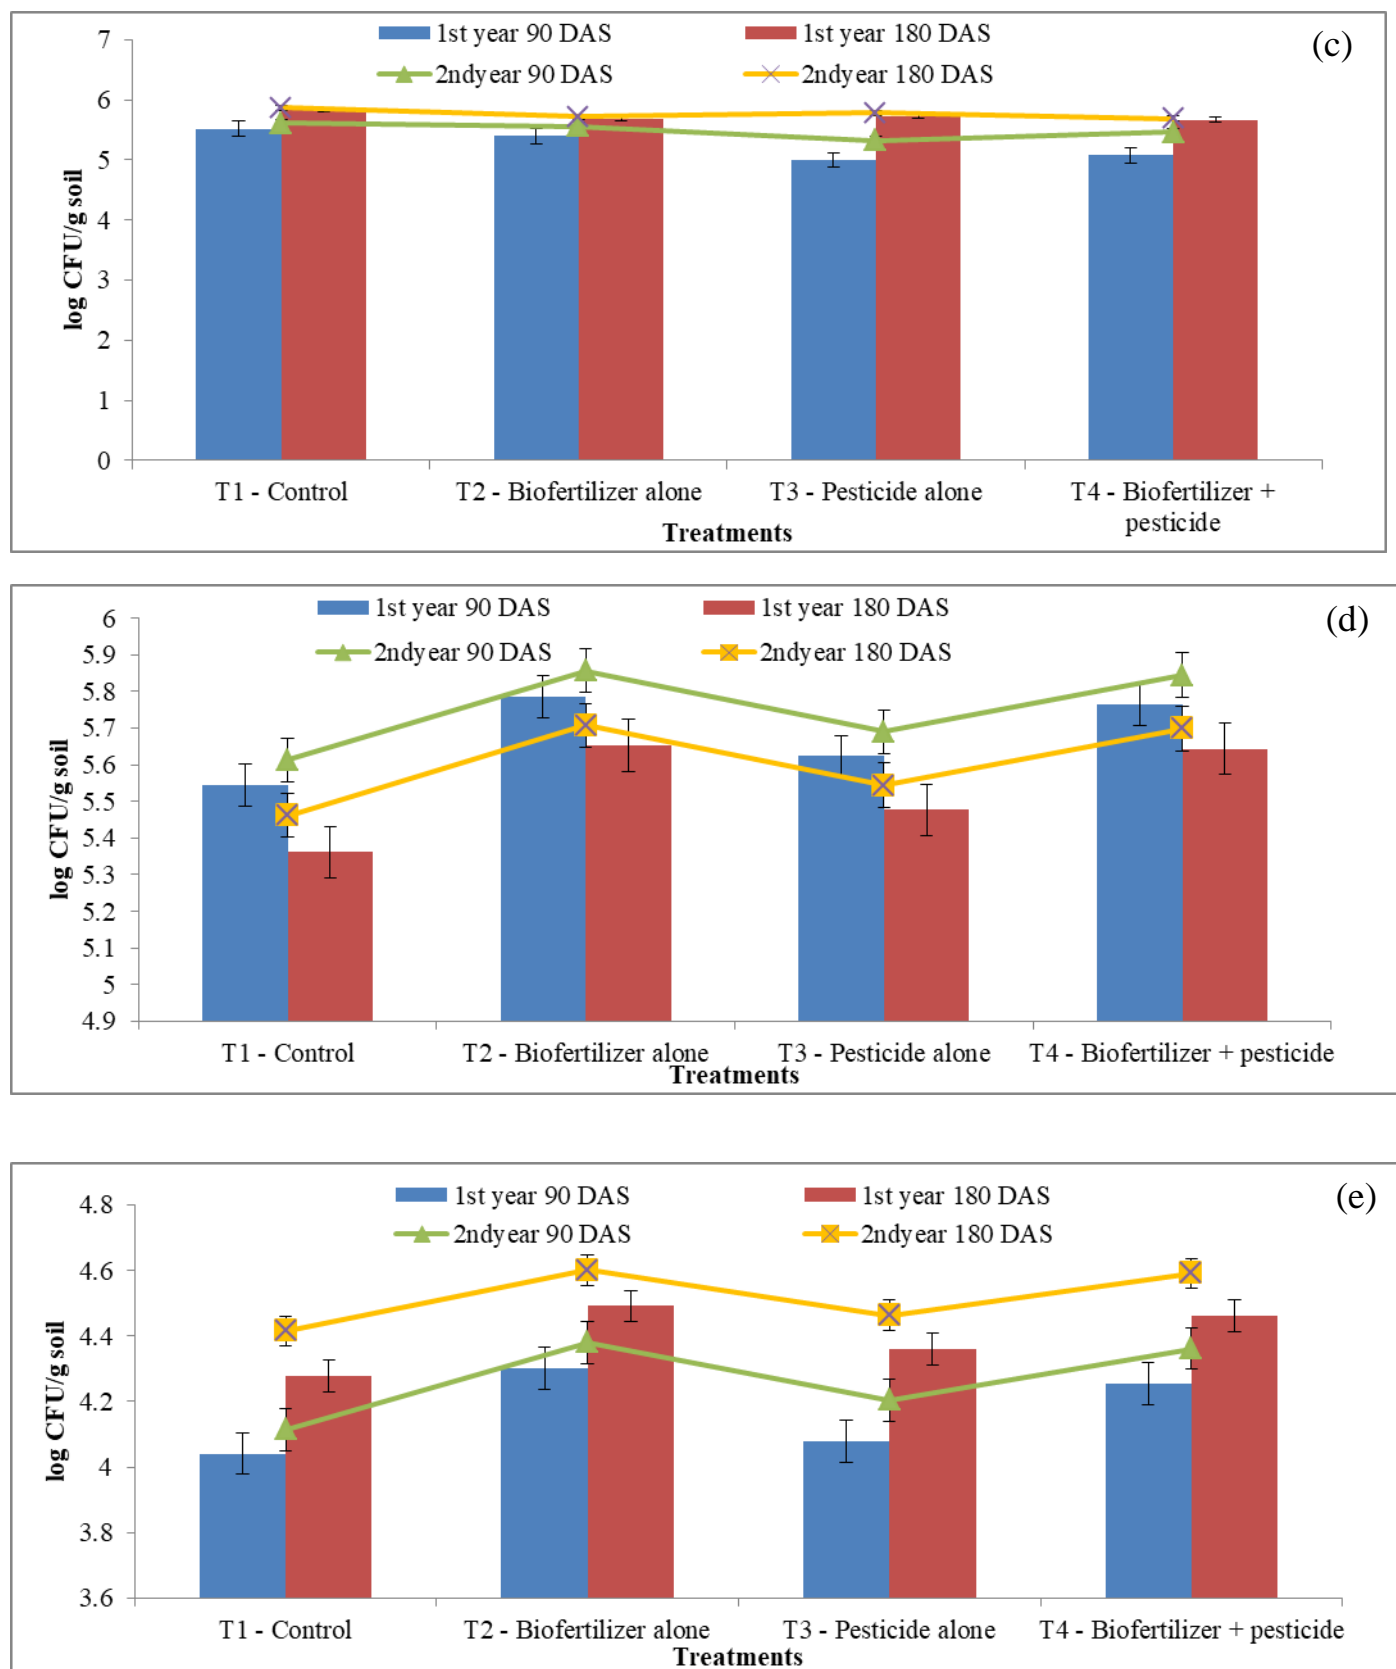 (c)
1st year 90 DAS
1st year 180 DAS
2ndyear 90 DAS
2ndyear 180 DAS
7
6
5
4
3
2
1
0
log CFU/g soil
T1 - Control
T2 - Biofertilizer alone
T3 - Pesticide alone
T4 - Biofertilizer +
pesticide
Treatments
(d)
1st year 90 DAS
1st year 180 DAS
2ndyear 90 DAS
2ndyear 180 DAS
6
5.9
5.8
5.7
5.6
5.5
5.4
5.3
5.2
5.1
5
4.9
log CFU/g soil
T1 - Control
T2 - Biofertilizer alone
T3 - Pesticide alone
T4 - Biofertilizer + pesticide
Treatments
(e)
1st year 90 DAS
1st year 180 DAS
2ndyear 90 DAS
2ndyear 180 DAS
4.8
4.6
4.4
4.2
4
3.8
3.6
log CFU/g soil
T1 - Control
T2 - Biofertilizer alone
T3 - Pesticide alone
T4 - Biofertilizer + pesticide
Treatments